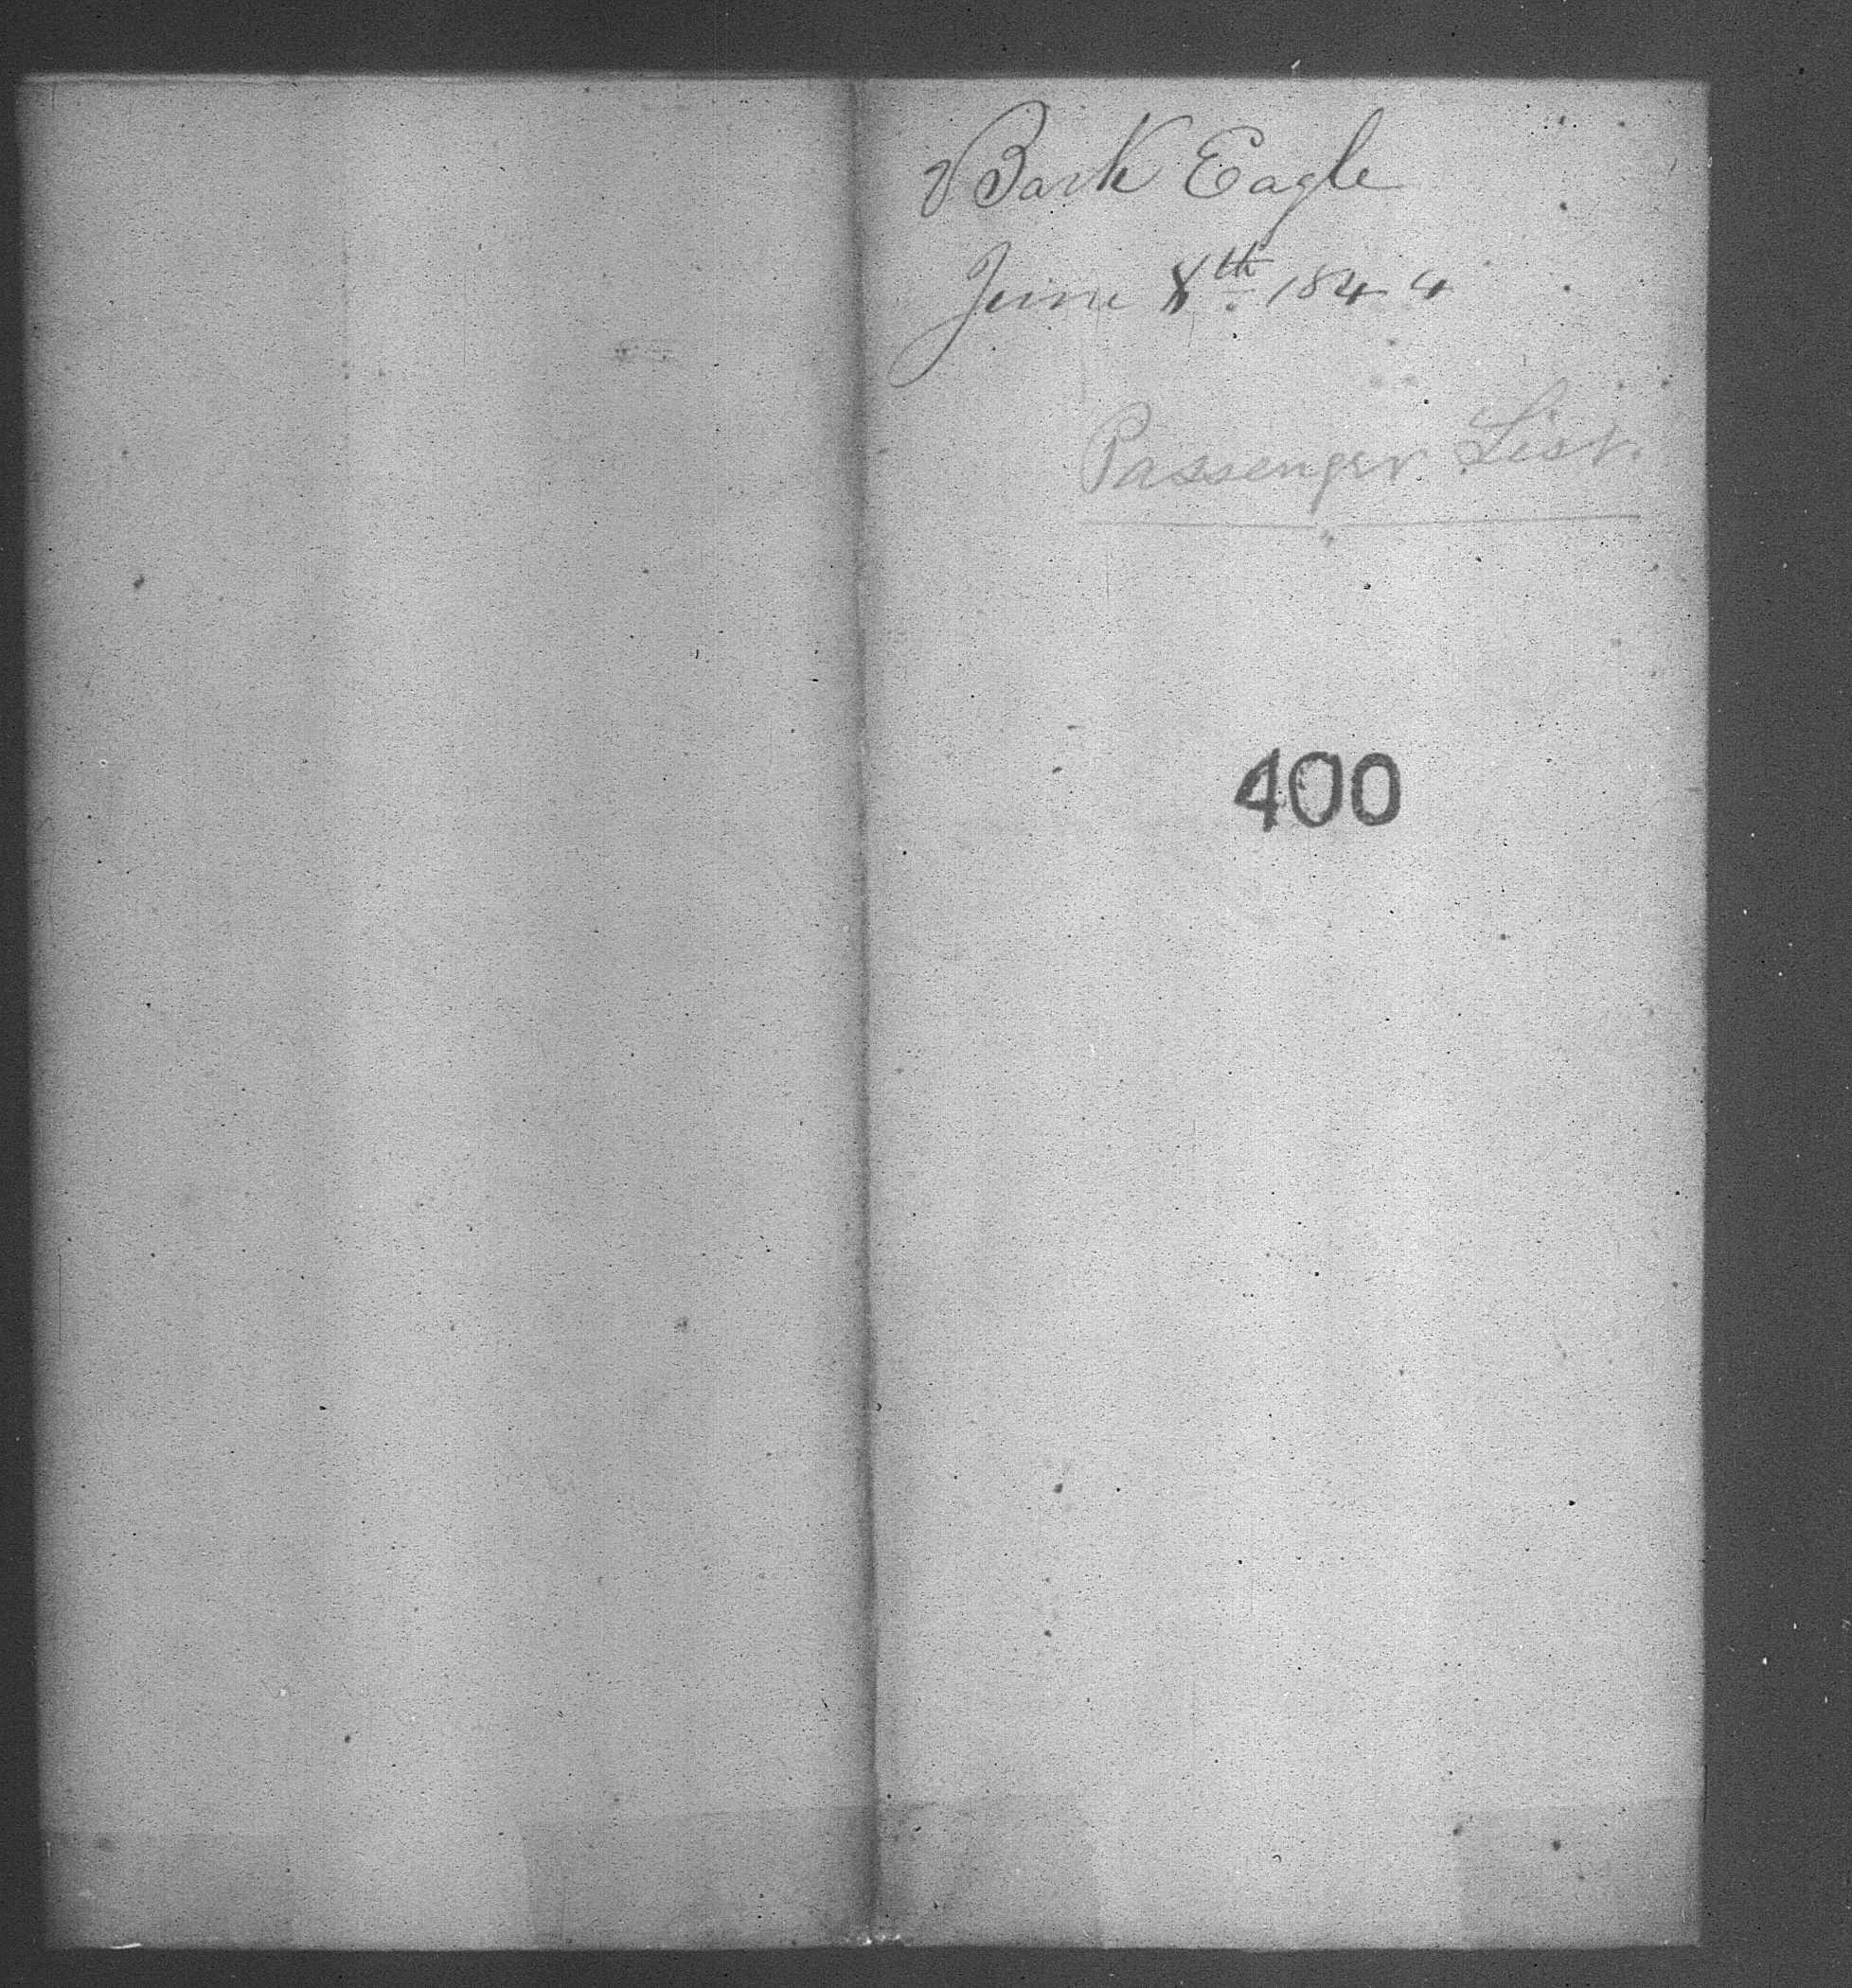 Bark Eagle
June 8th 1844
Passenger List.
400